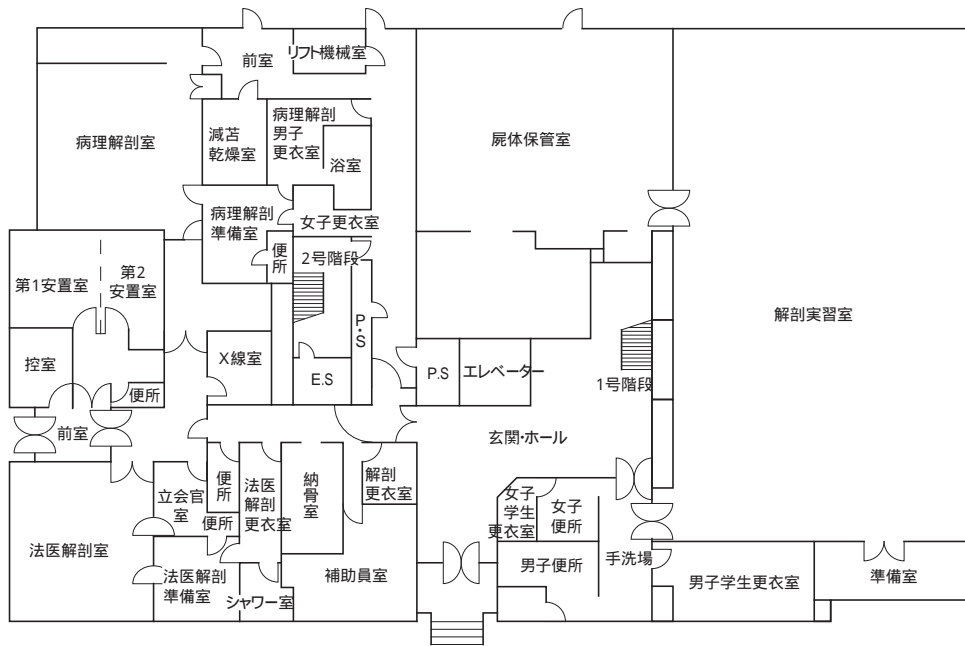 前室
リフト機械室
病理解剖室
減苔
乾燥室
病理解剖
男子
更衣室
浴室
屍体保管室
病理解剖
準備室
女子更衣室
便所
2号階段
第1安置室
第2
安置室
P・S
解剖実習室
控室
X線室
E.S
P.S
エレベーター
1号階段
便所
前室
玄関・ホール
法医解剖室
立会官
室
便所
便所
法医
解剖
更衣室
納骨室
解剖
更衣室
女子
学生
更衣室
女子
便所
法医解剖
準備室
シャワー室
補助員室
男子便所
手洗場
男子学生更衣室
準備室